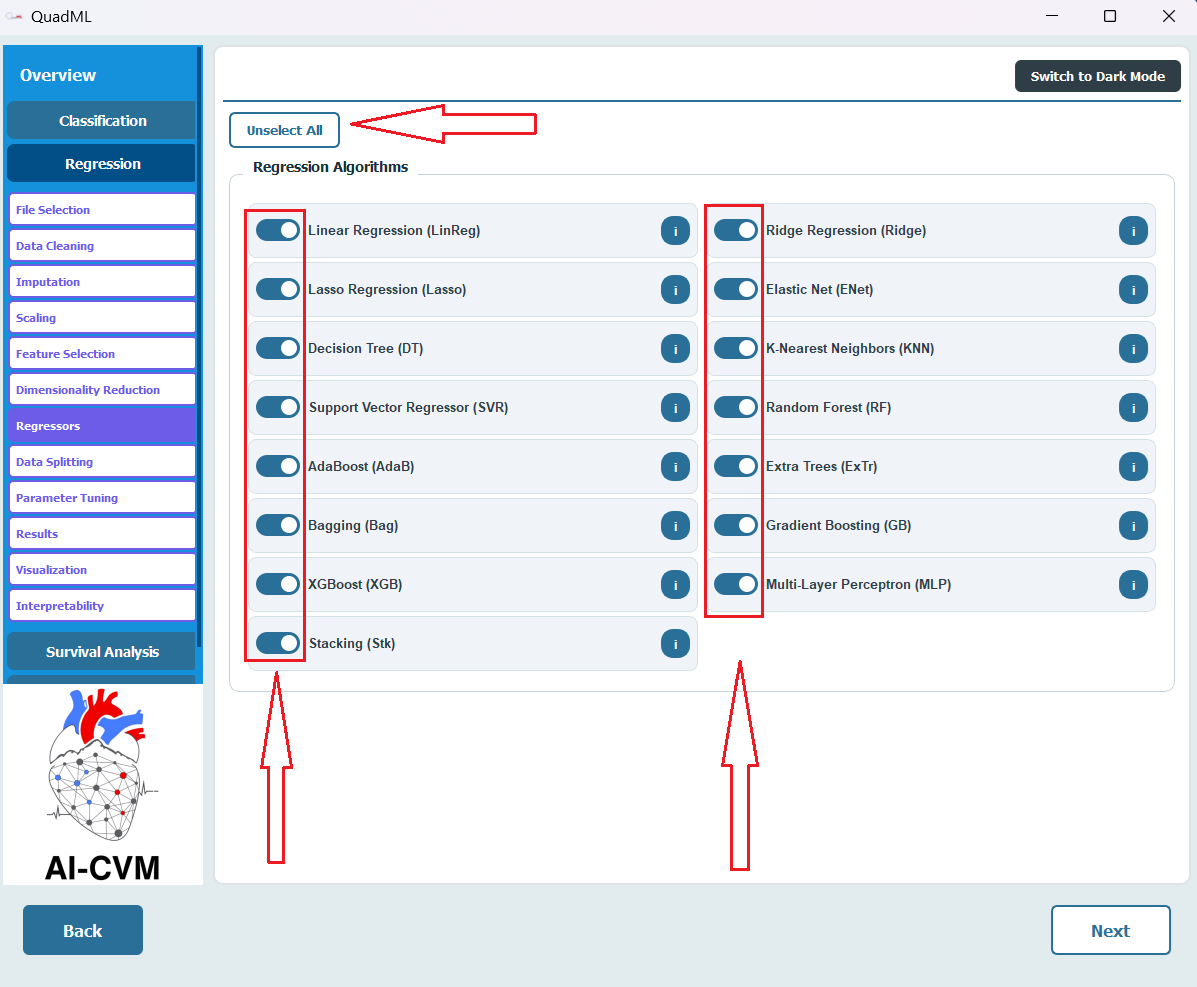 QuadML
Overview
Classification
Regression
File Selection
Data Cleaning
Imputation
Scaling
Feature Selection
Dimensionality Reduction
Regressors
Data Splitting
Parameter Tuning
Results
Visualization
Interpretability
Survival Analysis
AI-CVM
Switch to Dark Mode
Unselect All
Regression Algorithms
Linear Regression (LinReg) i
Ridge Regression (Ridge) i
Lasso Regression (Lasso) i
Elastic Net (ENet) i
Decision Tree (DT) i
K-Nearest Neighbors (KNN) i
Support Vector Regressor (SVR) i
Random Forest (RF) i
AdaBoost (AdaB) i
Extra Trees (ExTr) i
Bagging (Bag) i
Gradient Boosting (GB) i
XGBoost (XGB) i
Multi-Layer Perceptron (MLP) i
Stacking (Stk) i
Back
Next